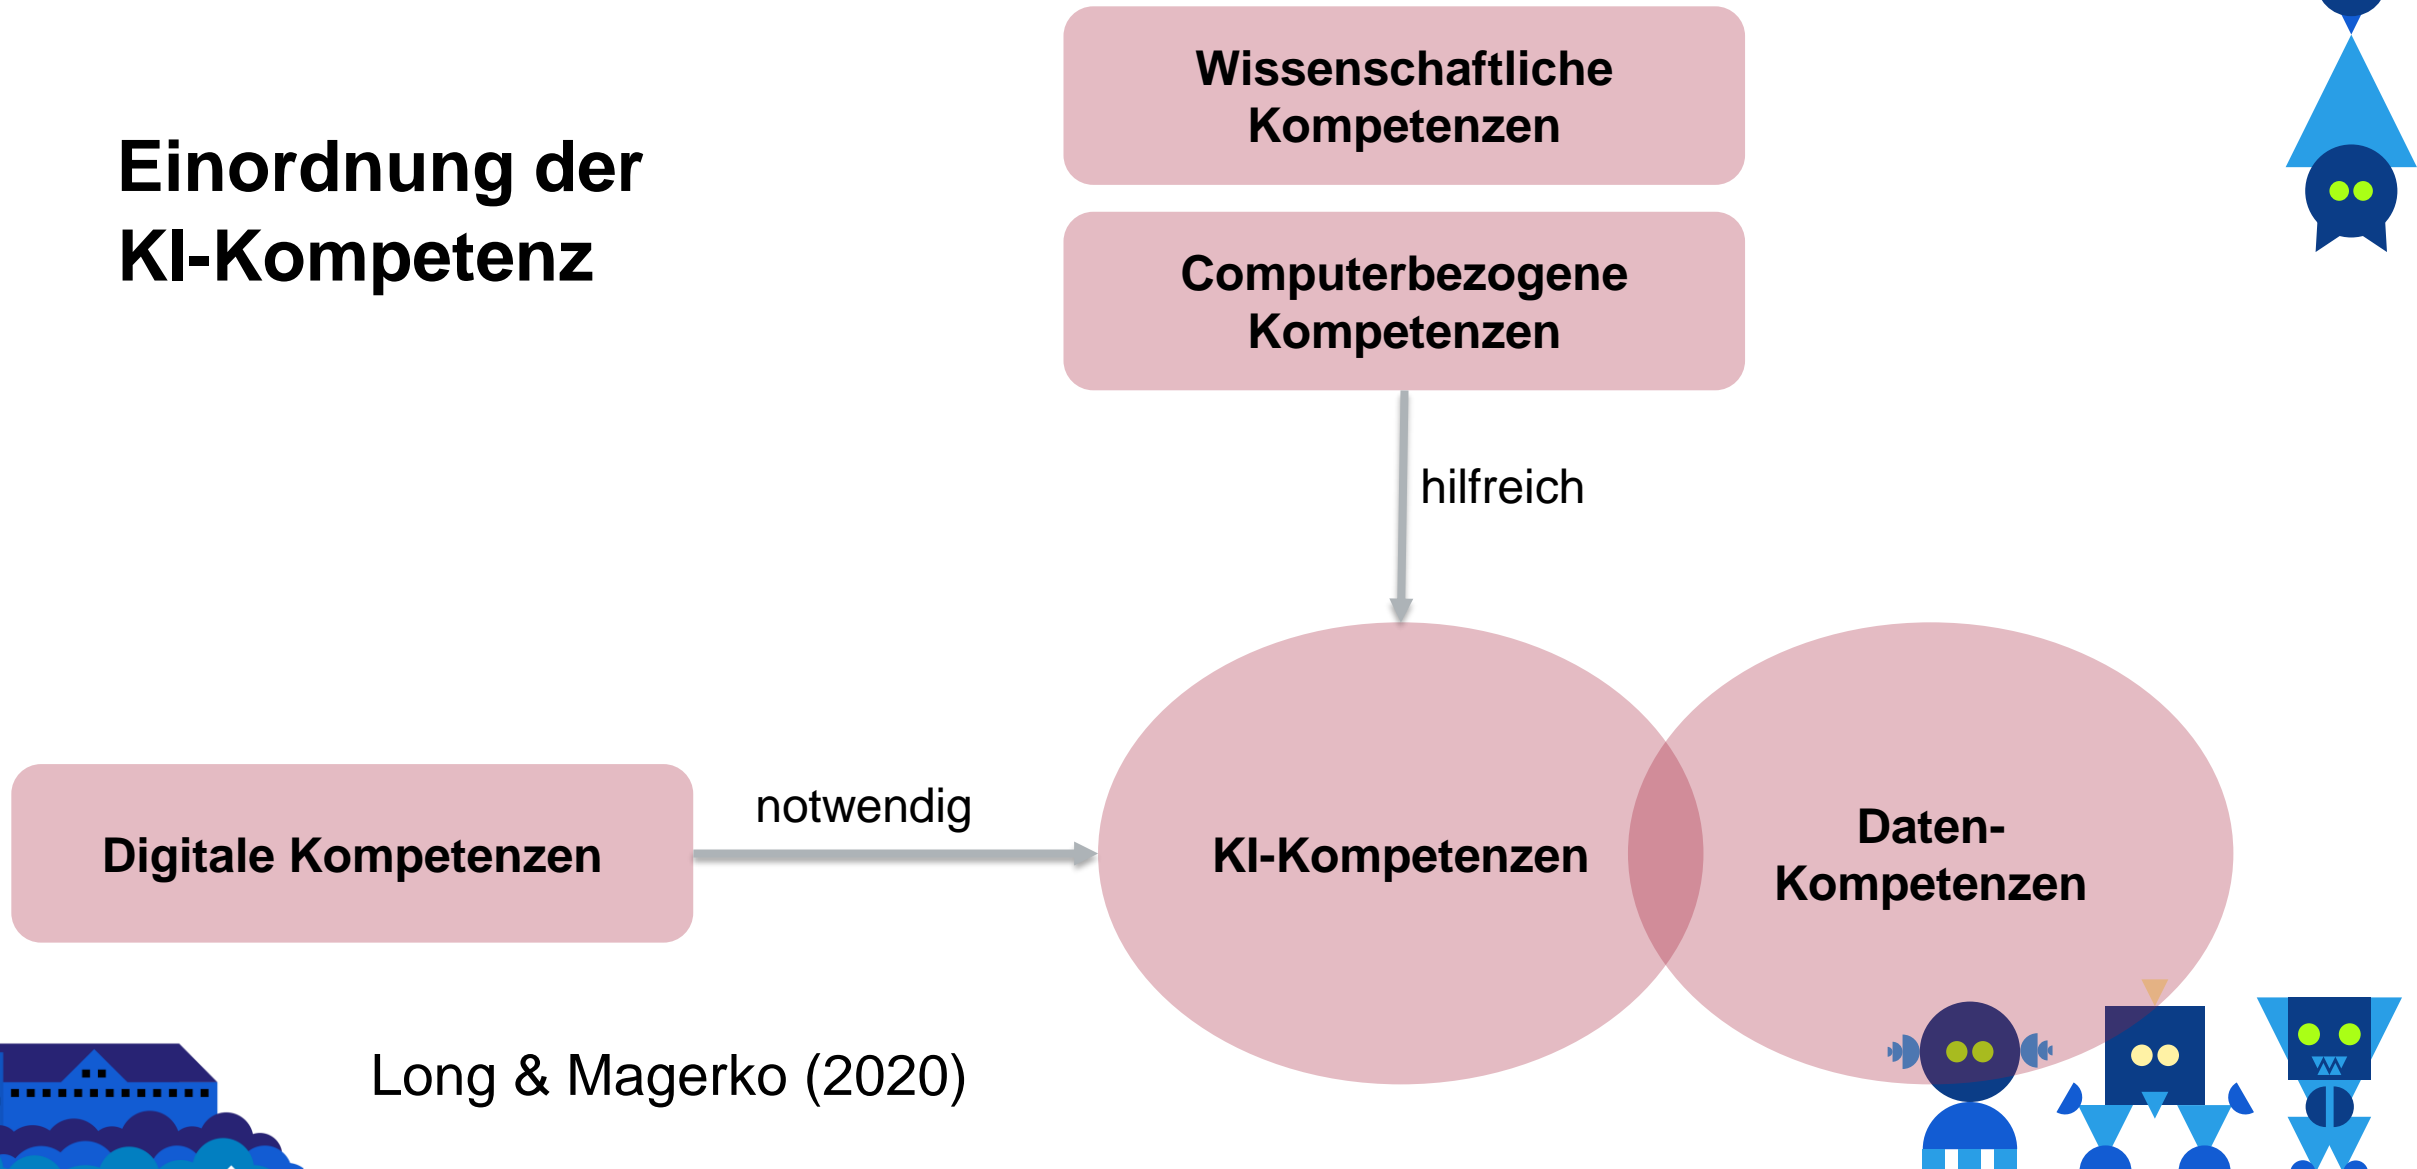 Einordnung der
KI-Kompetenz
Wissenschaftliche
Kompetenzen
Computerbezogene
Kompetenzen
hilfreich
Digitale Kompetenzen
notwendig
KI-Kompetenzen
Daten-
Kompetenzen
Long & Magerko (2020)